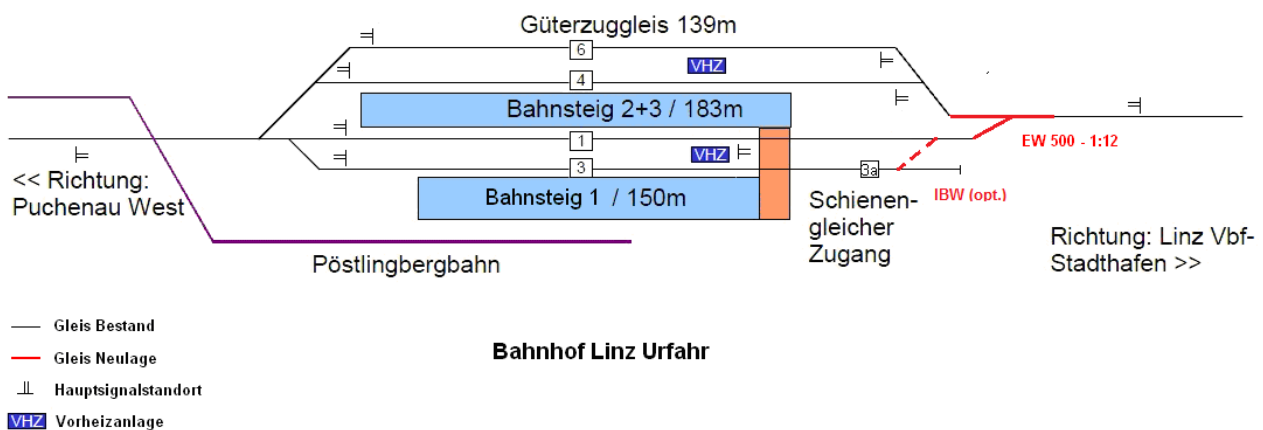 Güterzuggleis 139m
6
VHZ
4
Bahnsteig 2+3 / 183m
1
EW 500 - 1:12
VHZ
<< Richtung:
Puchenau West
3
3a
Bahnsteig 1 / 150m
Schienen-
gleicher
Zugang
IBW (opt.)
Richtung: Linz Vbf-
Stadthafen >>
Pöstlingbergbahn
Gleis Bestand
Gleis Neulage
Hauptsignalstandort
VHZ Vorheizanlage
Bahnhof Linz Urfahr